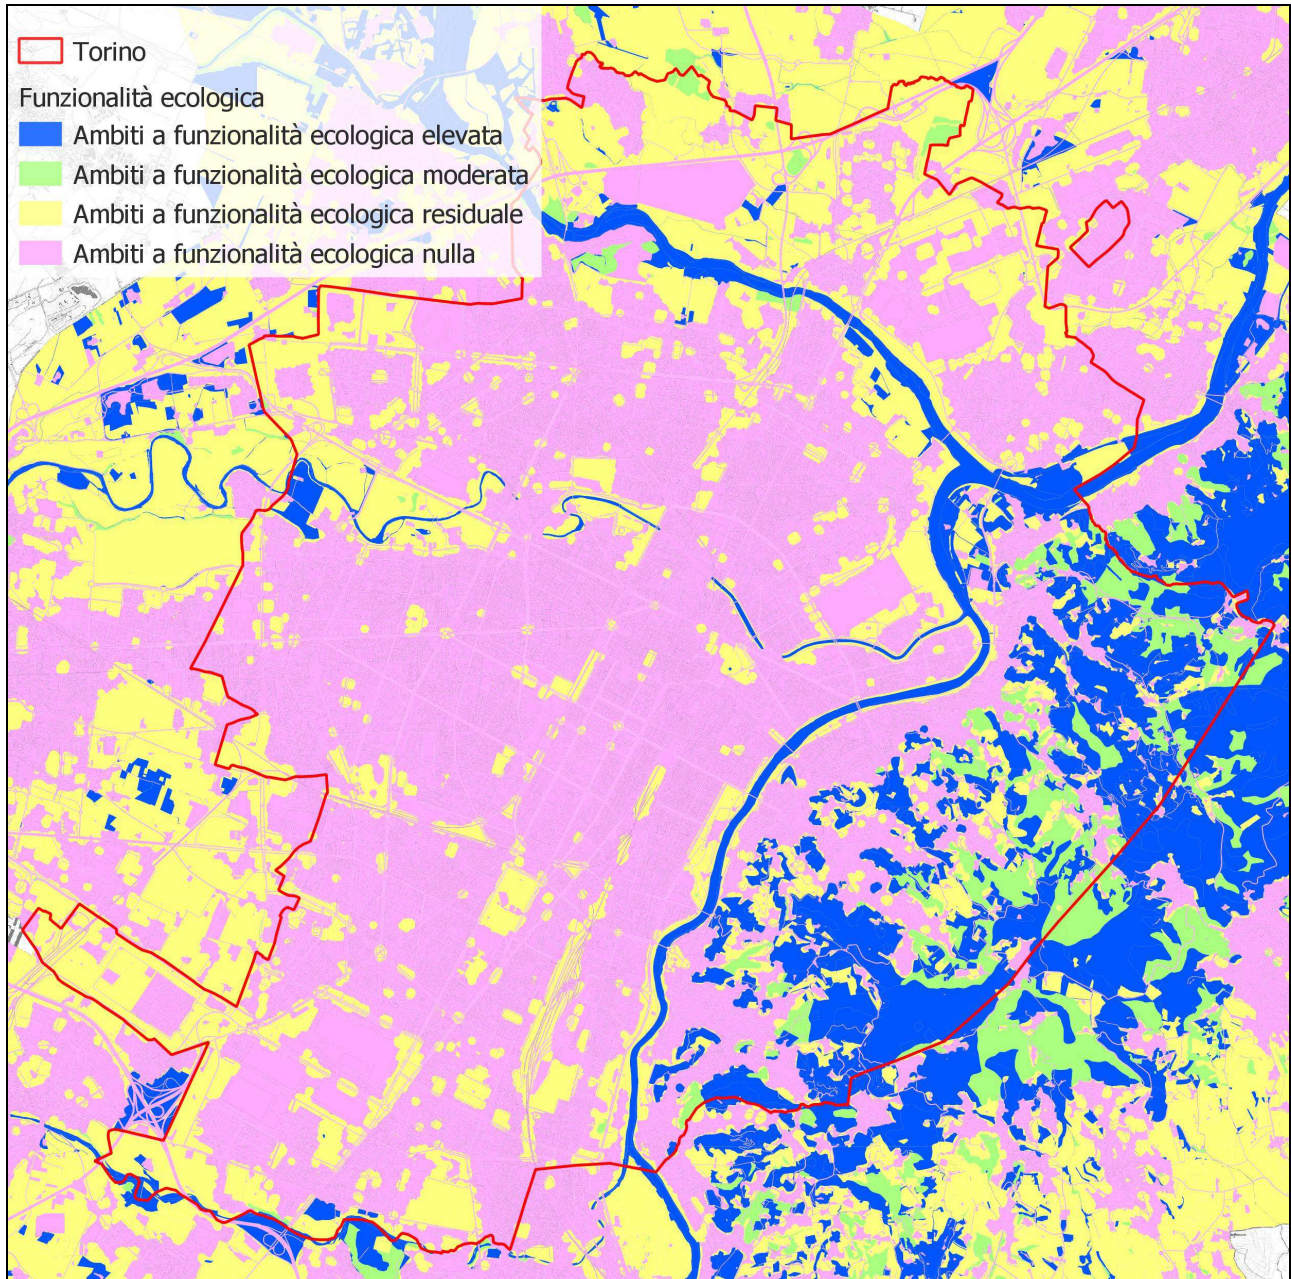 Torino
Funzionalità ecologica
Ambiti a funzionalità ecologica elevata
Ambiti a funzionalità ecologica moderata
Ambiti a funzionalità ecologica residuale
Ambiti a funzionalità ecologica nulla